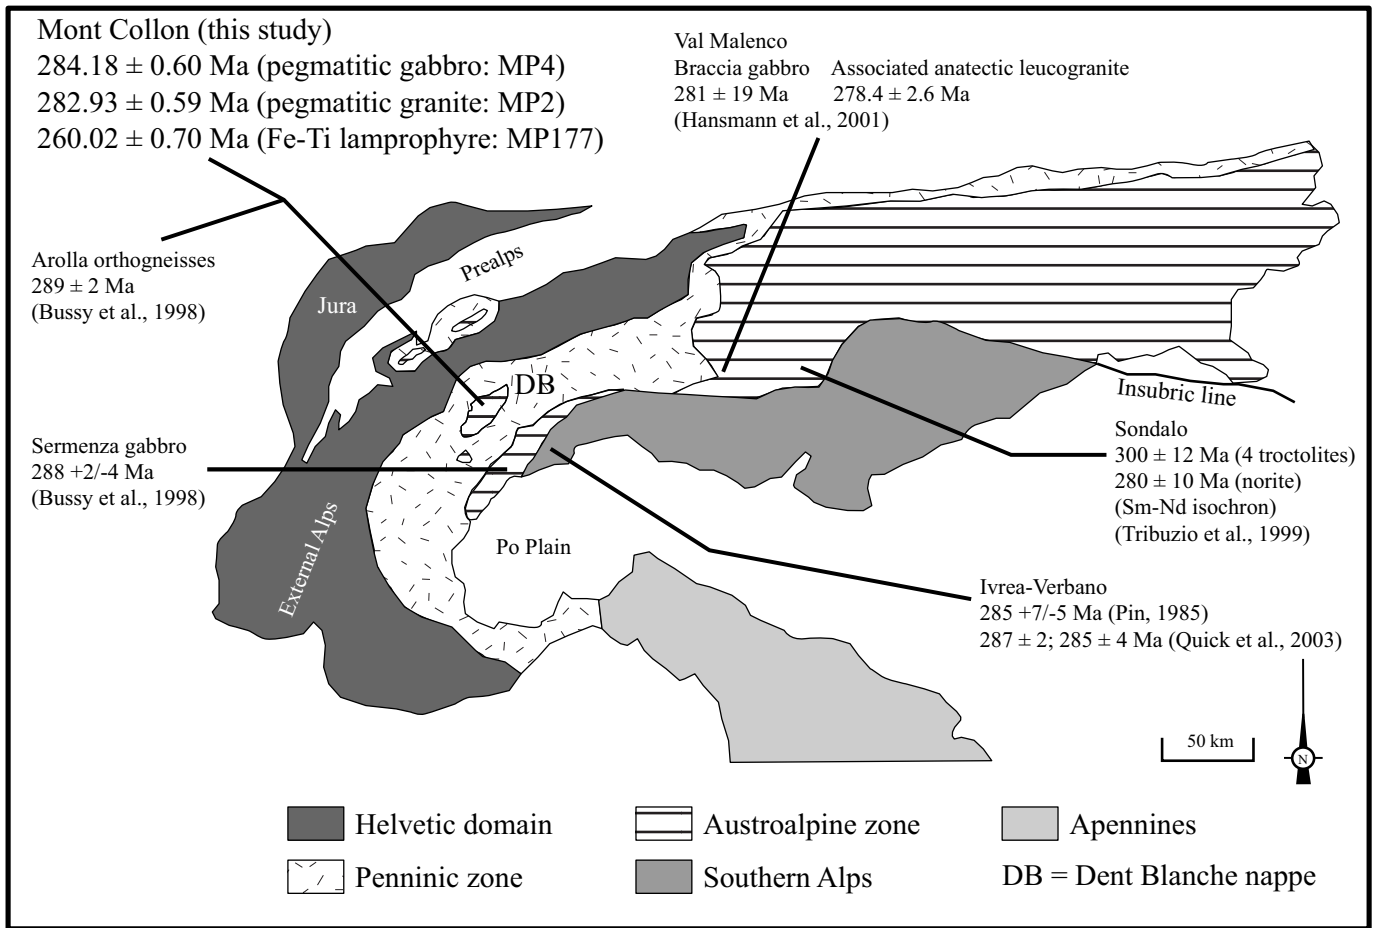 Mont Collon (this study)
284.18 ± 0.60 Ma (pegmatitic gabbro: MP4)
282.93 ± 0.59 Ma (pegmatitic granite: MP2)
260.02 ± 0.70 Ma (Fe-Ti lamprophyre: MP177)
Val Malenco
Braccia gabbro Associated anatectic leucogranite
281 ± 19 Ma 278.4 ± 2.6 Ma
(Hansmann et al., 2001)
Arolla orthogneisses
289 ± 2 Ma
(Bussy et al., 1998)
Prealps
Jura
DB
Insubric line
Sermenza gabbro
288 +2/-4 Ma
(Bussy et al., 1998)
Sondalo
300 ± 12 Ma (4 troctolites)
280 ± 10 Ma (norite)
(Sm-Nd isochron)
(Tribuzio et al., 1999)
External Alps
Po Plain
Ivrea-Verbano
285 +7/-5 Ma (Pin, 1985)
287 ± 2; 285 ± 4 Ma (Quick et al., 2003)
50 km
N
Helvetic domain
Austroalpine zone
Apennines
Penninic zone
Southern Alps
DB = Dent Blanche nappe